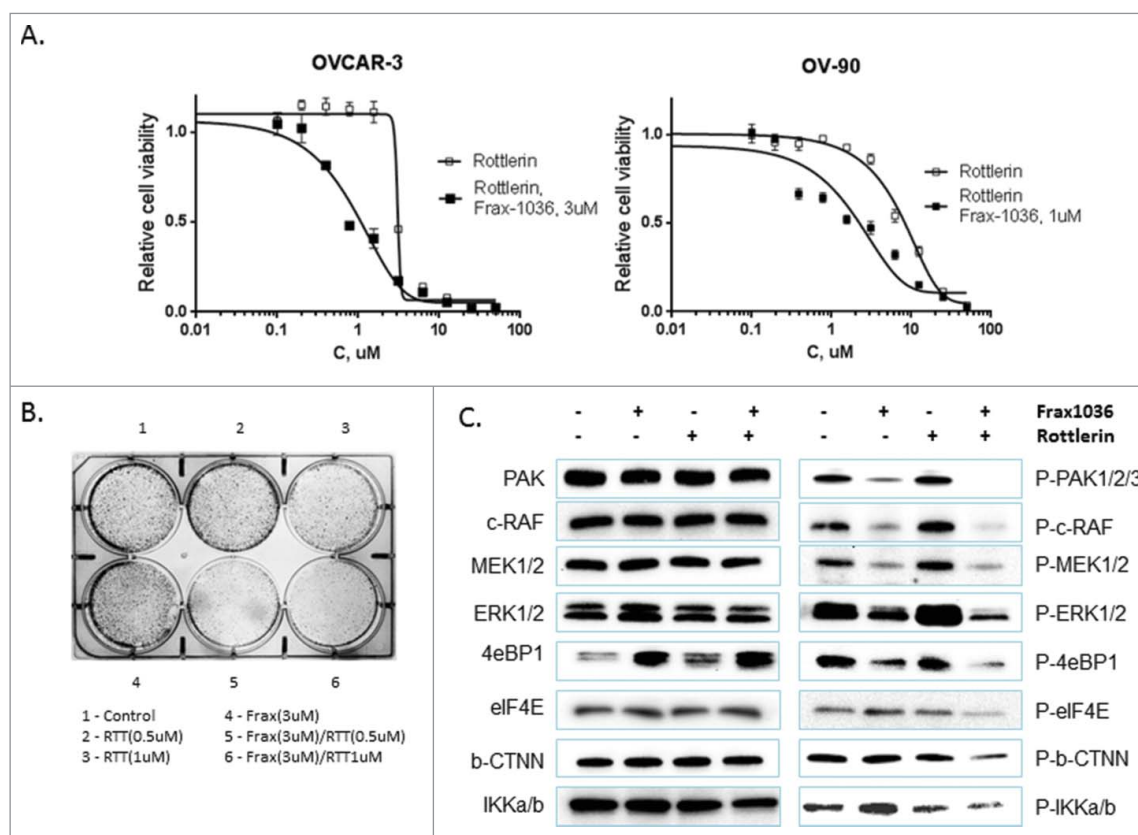 A.
OVCAR-3
Relative cell viability
1.0
0.5
0.0
0.01
0.1
1
10
100
C, uM
Rottlerin
Rottlerin,
Frax-1036, 3uM
OV-90
Relative cell viability
1.0
0.5
0.0
0.01
0.1
1
10
100
C, uM
Rottlerin
Rottlerin
Frax-1036, 1uM
B.
1 2 3
4 5 6
1 - Control 4 - Frax(3uM)
2 - RTT(0.5uM) 5 - Frax(3uM)/RTT(0.5uM)
3 - RTT(1uM) 6 - Frax(3uM)/RTT1uM
C.
- + - + - + - + Frax1036
- - + + - - + + Rottlerin
PAK P-PAK1/2/3
c-RAF P-c-RAF
MEK1/2 P-MEK1/2
ERK1/2 P-ERK1/2
4eBP1 P-4eBP1
eIF4E P-eIF4E
b-CTNN P-b-CTNN
IKKa/b P-IKKa/b